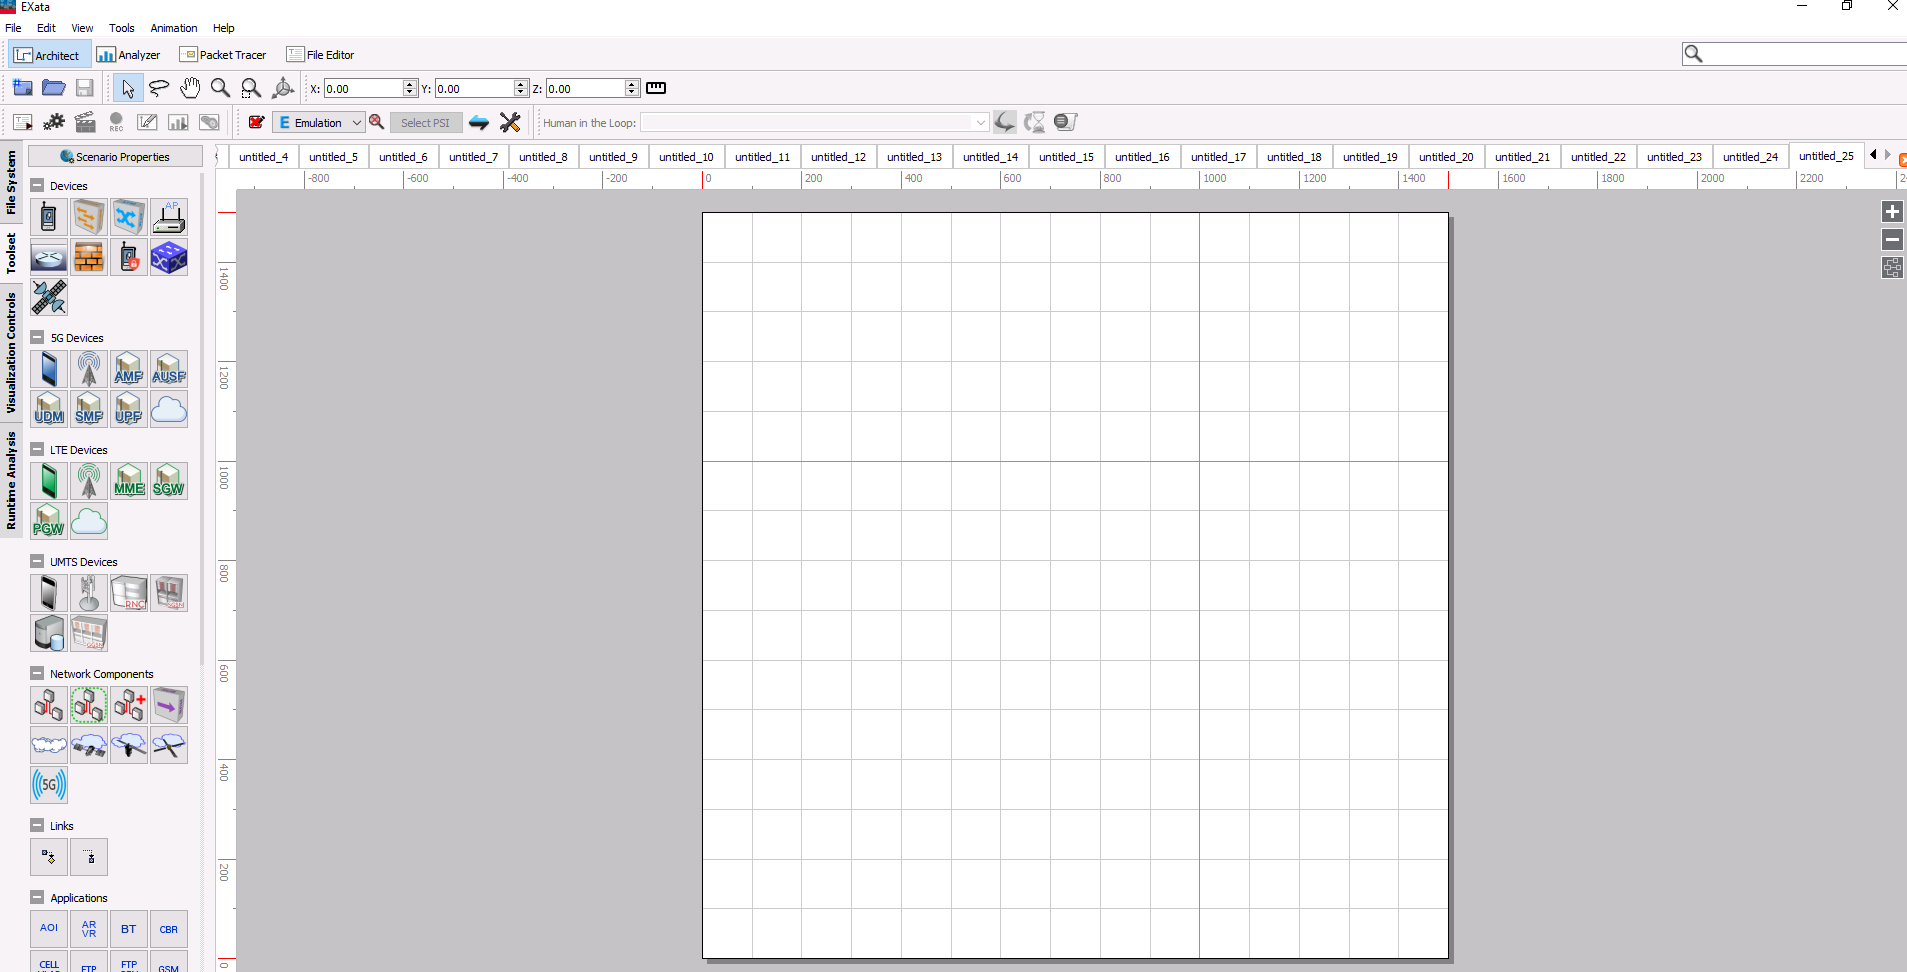 EXata
File Edit View Tools Animation Help
Architect Analyzer Packet Tracer File Editor
X: 0.00 Y: 0.00 Z: 0.00
REC E Emulation Select PSI Human in the Loop:
File System
Toolset
Visualization Controls
Runtime Analysis
Scenario Properties
untitled_4 untitled_5 untitled_6 untitled_7 untitled_8 untitled_9 untitled_10 untitled_11 untitled_12 untitled_13 untitled_14 untitled_15 untitled_16 untitled_17 untitled_18 untitled_19 untitled_20 untitled_21 untitled_22 untitled_23 untitled_24 untitled_25
-800 -600 -400 -200 0 200 400 600 800 1000 1200 1400 1600 1800 2000 2200
1400
1200
1000
800
600
400
200
0
Devices
AP
5G Devices
AMF AUSF
UDM SMF UPF
LTE Devices
MME SGW
PGW
UMTS Devices
RNC SGSN
GGSN
Network Components
5G
Links
Applications
AOI AR VR BT CBR
CELL FTP FTP GSM